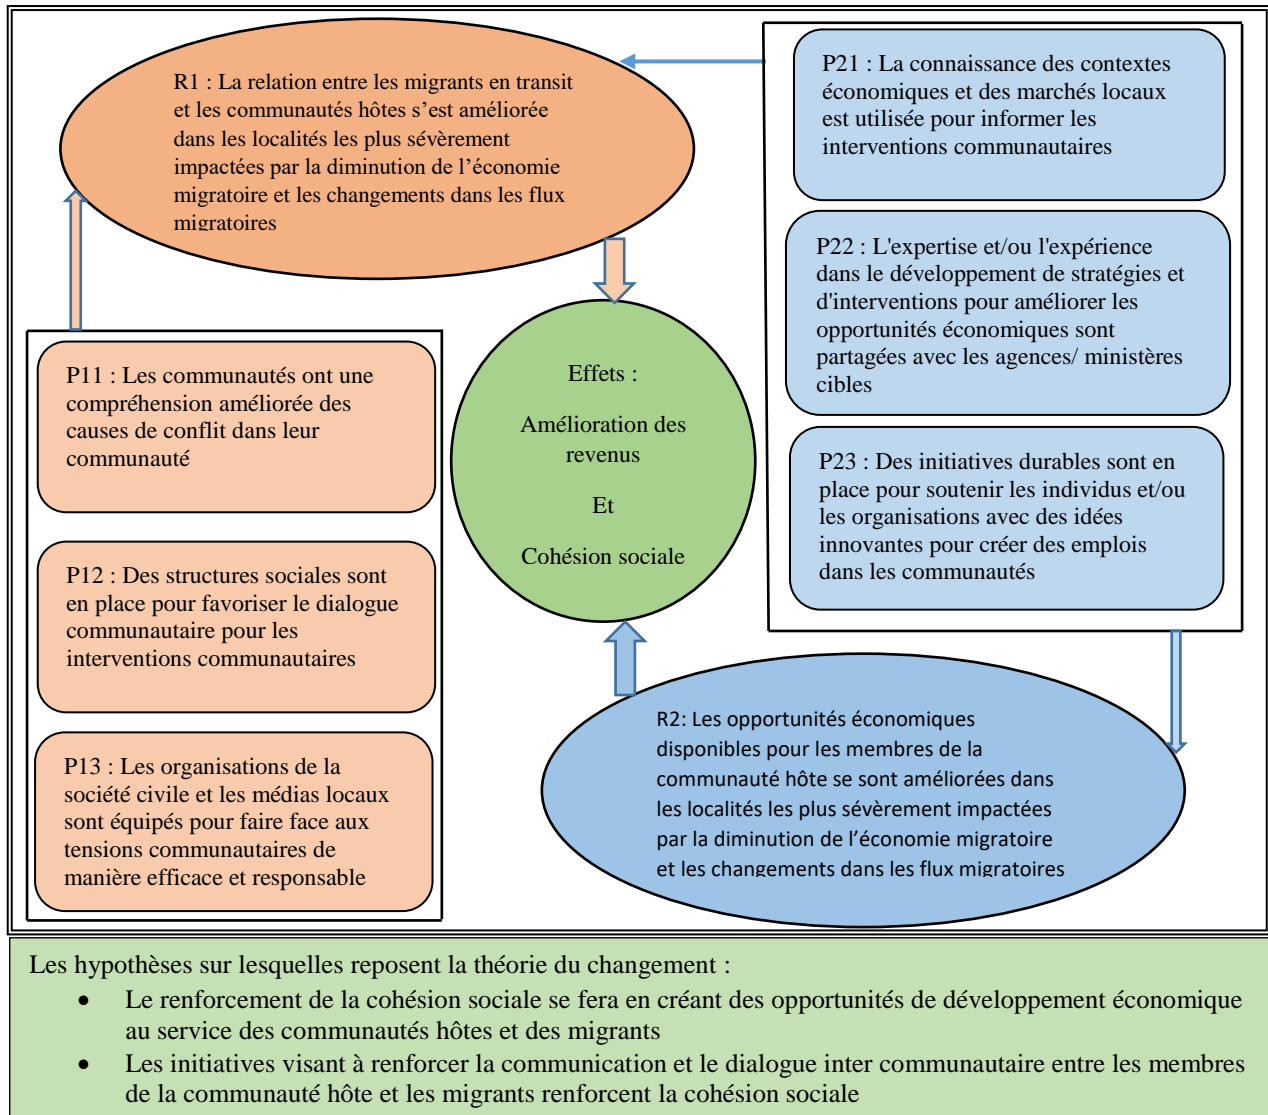 R1 : La relation entre les migrants en transit
et les communautés hôtes s’est améliorée
dans les localités les plus sévèrement
impactées par la diminution de l’économie
migratoire et les changements dans les flux
migratoires
P21 : La connaissance des contextes
économiques et des marchés locaux
est utilisée pour informer les
interventions communautaires
P22 : L'expertise et/ou l'expérience
dans le développement de stratégies et
d'interventions pour améliorer les
opportunités économiques sont
partagées avec les agences/ ministères
cibles
P23 : Des initiatives durables sont en
place pour soutenir les individus et/ou
les organisations avec des idées
innovantes pour créer des emplois
dans les communautés
P11 : Les communautés ont une
compréhension améliorée des
causes de conflit dans leur
communauté
P12 : Des structures sociales sont
en place pour favoriser le dialogue
communautaire pour les
interventions communautaires
P13 : Les organisations de la
société civile et les médias locaux
sont équipés pour faire face aux
tensions communautaires de
manière efficace et responsable
Effets :
Amélioration des
revenus
Et
Cohésion sociale
R2: Les opportunités économiques
disponibles pour les membres de la
communauté hôte se sont améliorées dans
les localités les plus sévèrement impactées
par la diminution de l’économie migratoire
et les changements dans les flux migratoires
Les hypothèses sur lesquelles reposent la théorie du changement :
• Le renforcement de la cohésion sociale se fera en créant des opportunités de développement économique
au service des communautés hôtes et des migrants
• Les initiatives visant à renforcer la communication et le dialogue inter communautaire entre les membres
de la communauté hôte et les migrants renforcent la cohésion sociale